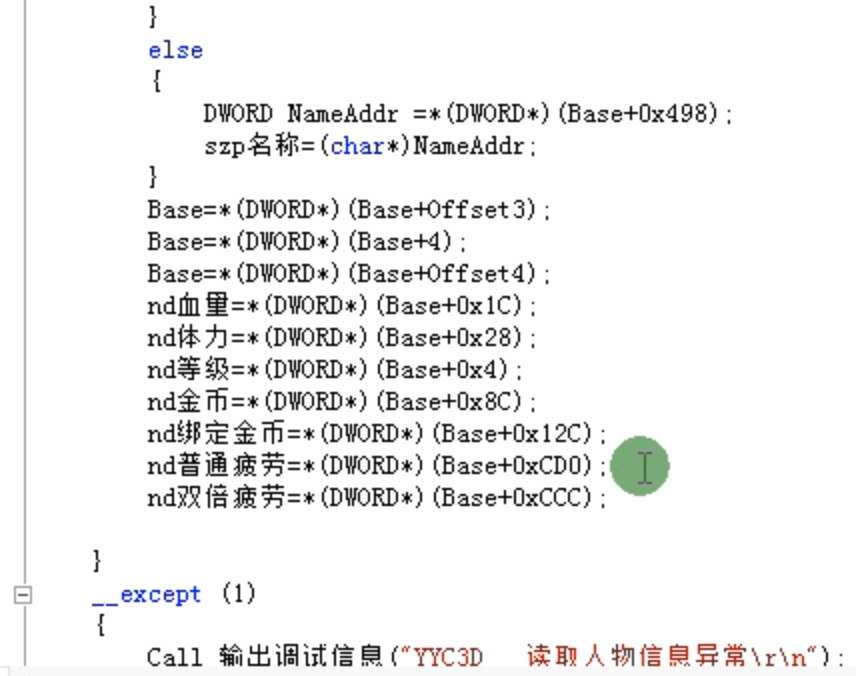 }
else
{
DWORD NameAddr =*(DWORD*)(Base+0x498);
szp名称=(char*)NameAddr;
}
Base=*(DWORD*)(Base+Offset3);
Base=*(DWORD*)(Base+4);
Base=*(DWORD*)(Base+Offset4);
nd血量=*(DWORD*)(Base+0x1C);
nd体力=*(DWORD*)(Base+0x28);
nd等级=*(DWORD*)(Base+0x4);
nd金币=*(DWORD*)(Base+0x8C);
nd绑定金币=*(DWORD*)(Base+0x12C);
nd普通疲劳=*(DWORD*)(Base+0xCD0);
nd双倍疲劳=*(DWORD*)(Base+0xCCC);
}
__except (1)
{
Call 输出调试信息("YYC3D   读取人物信息异常\r\n");